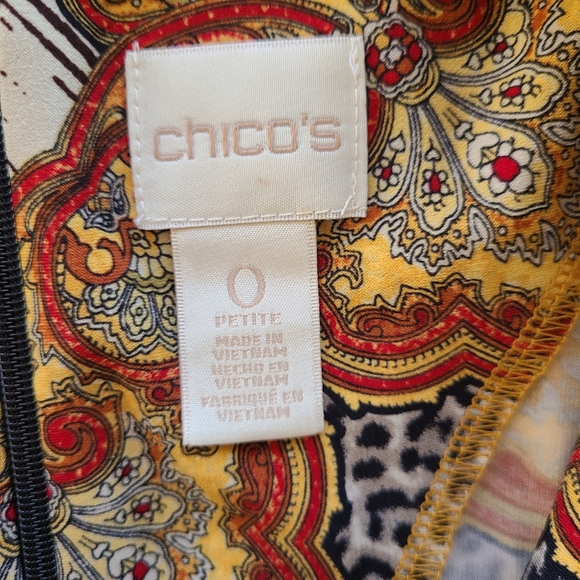 chico's
0
PETITE
MADE IN
VIETNAM
HECHO EN
VIETNAM
FABRIQUÉ EN
VIETNAM